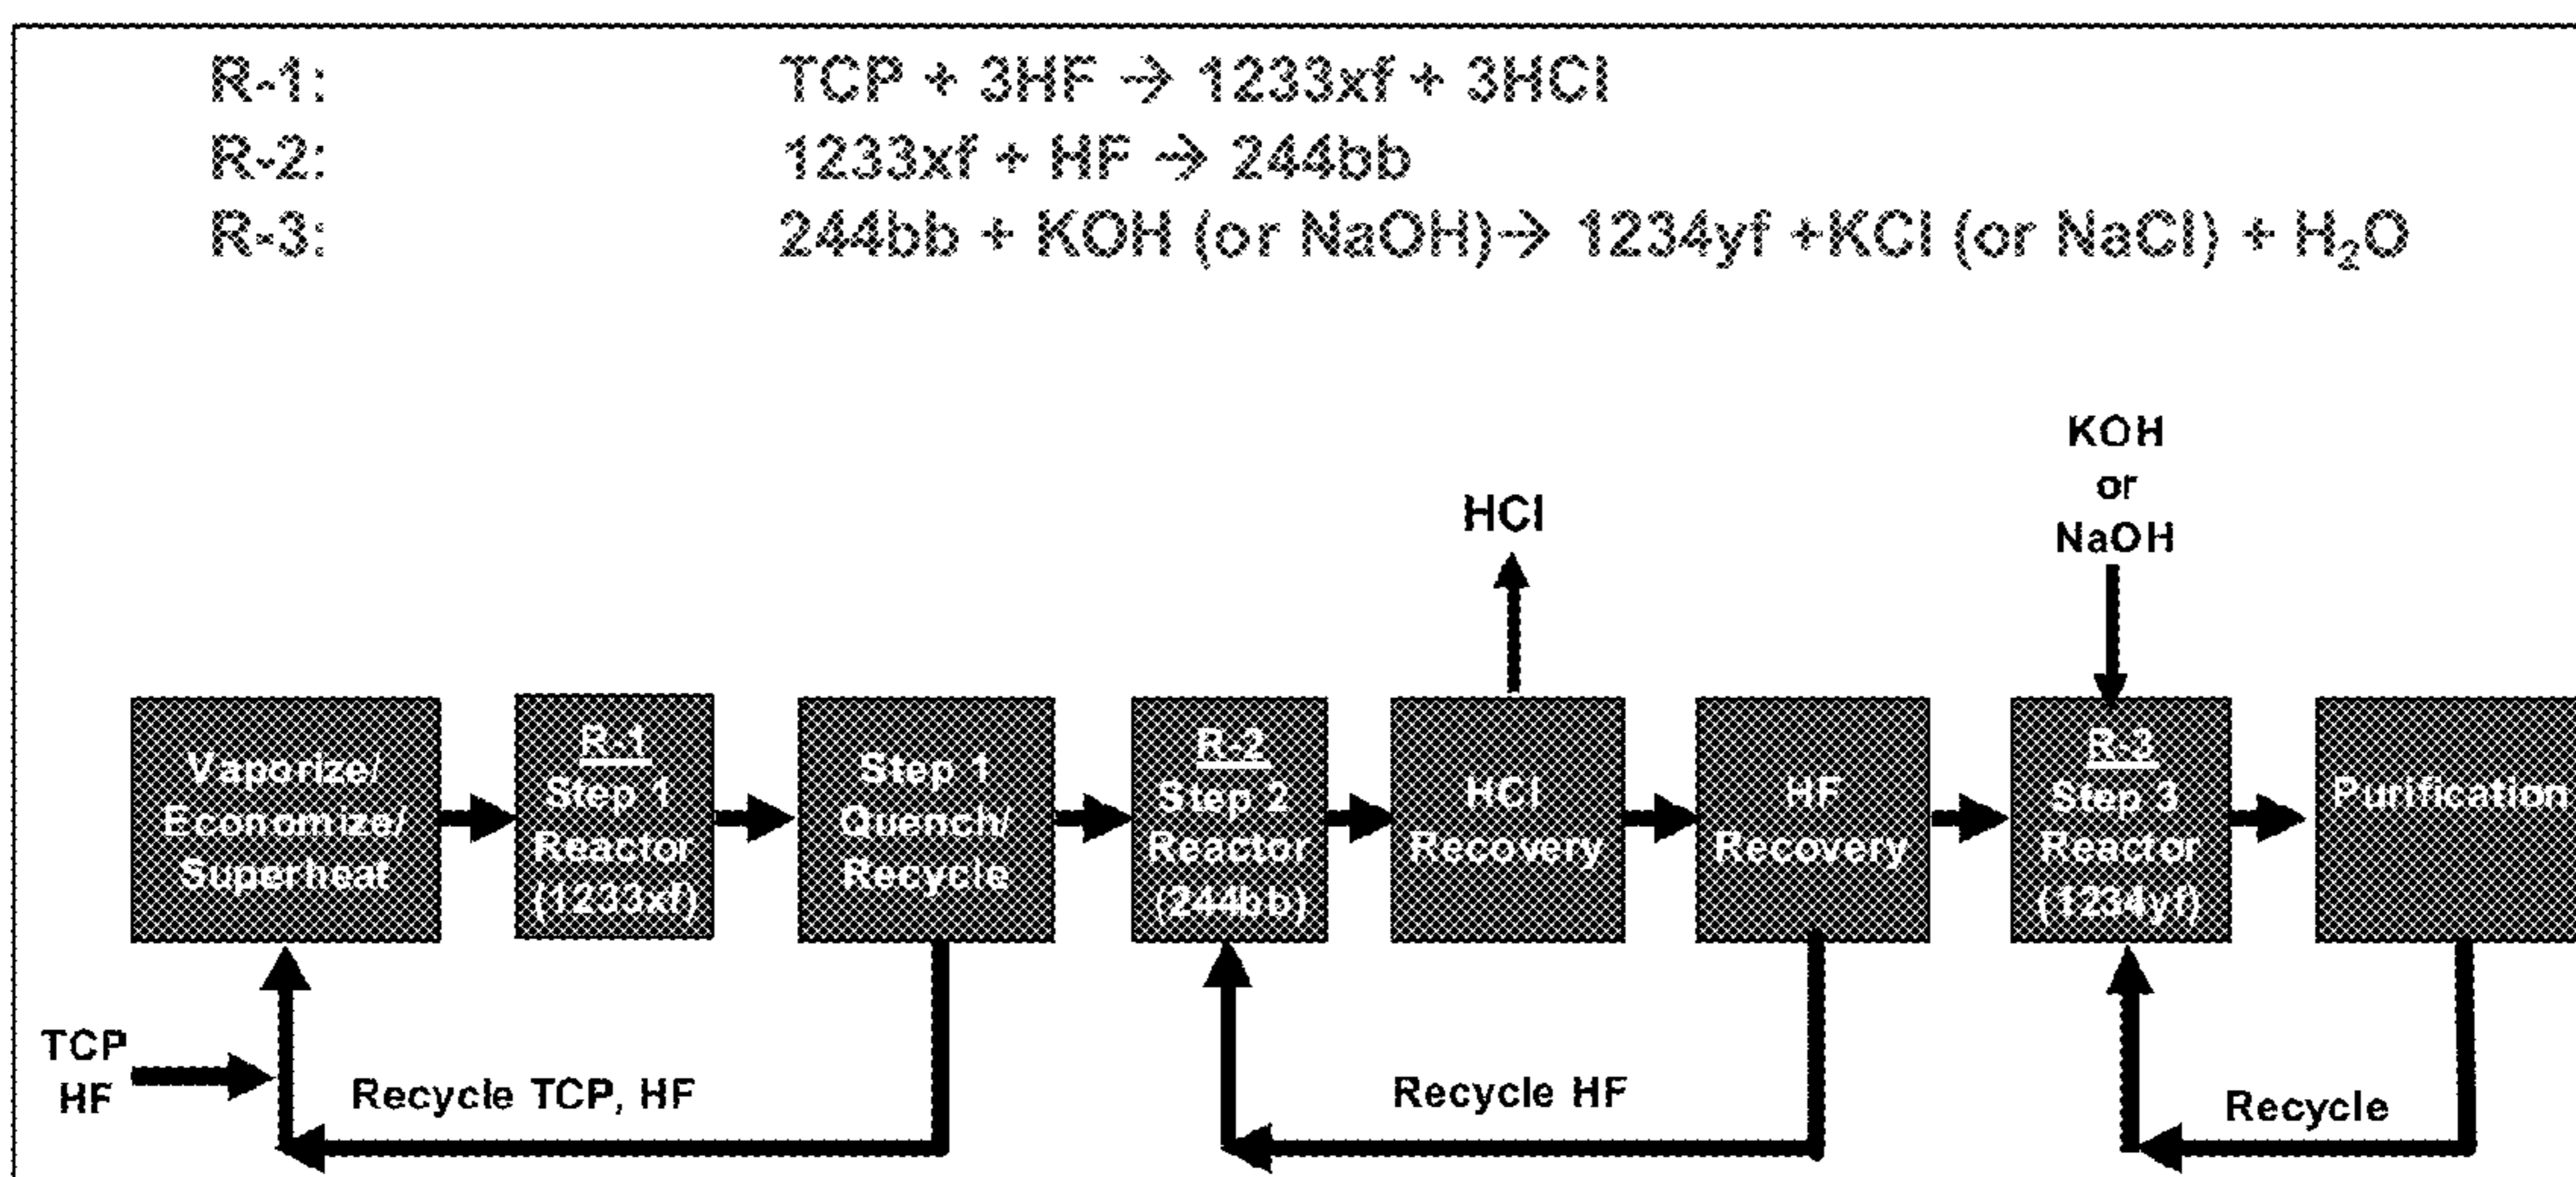 R-1: TCP + 3HF → 1233xf + 3HCl
R-2: 1233xf + HF → 244bb
R-3: 244bb + KOH (or NaOH)→ 1234yf +KCl (or NaCl) + H₂O
KOH
or
NaOH
HCl
Vaporize/
Economize/
Superheat
R-1
Step 1
Reactor
(1233xf)
Step 1
Quench/
Recycle
R-2
Step 2
Reactor
(244bb)
HCl
Recovery
HF
Recovery
R-3
Step 3
Reactor
(1234yf)
Purification
TCP
HF
Recycle TCP, HF
Recycle HF
Recycle